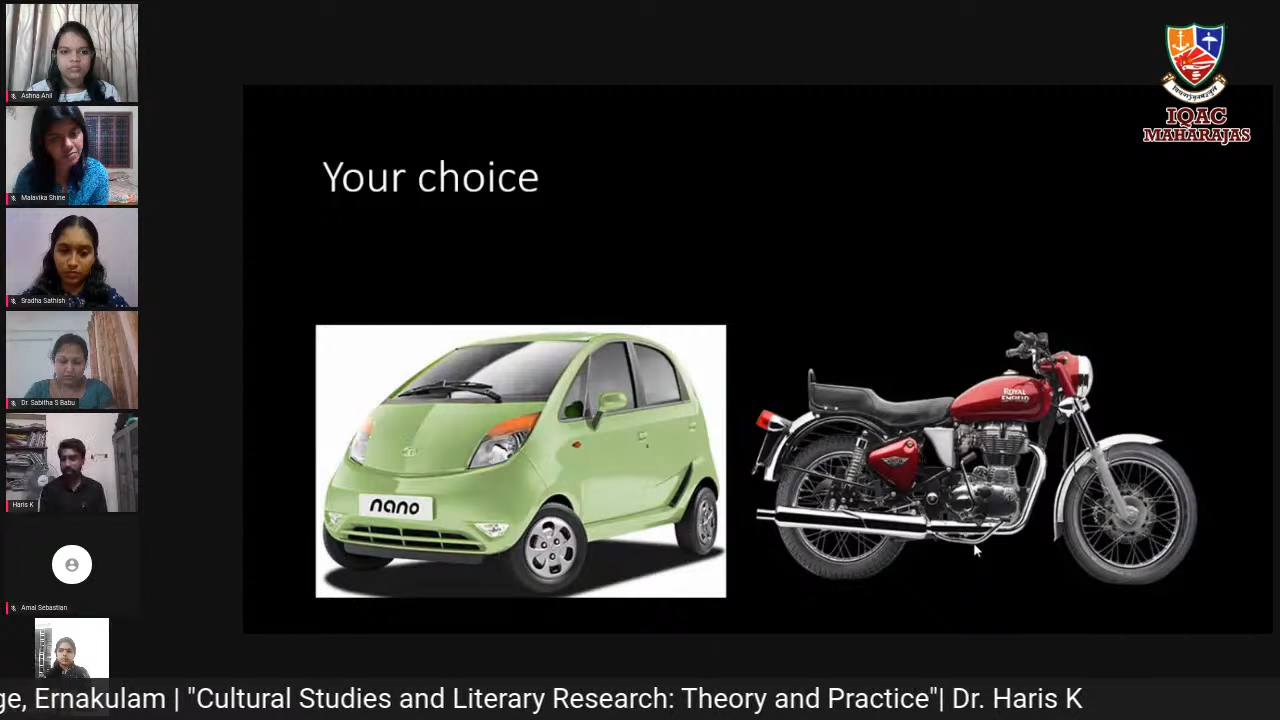 Ashna Anil
Malavika Shine
Sradha Sathish
Dr. Sabitha S Babu
Haris K
Amal Sebastian
IQAC
MAHARAJAS
Your choice
nano
ROYAL
ENFIELD
ge, Ernakulam | "Cultural Studies and Literary Research: Theory and Practice"| Dr. Haris K